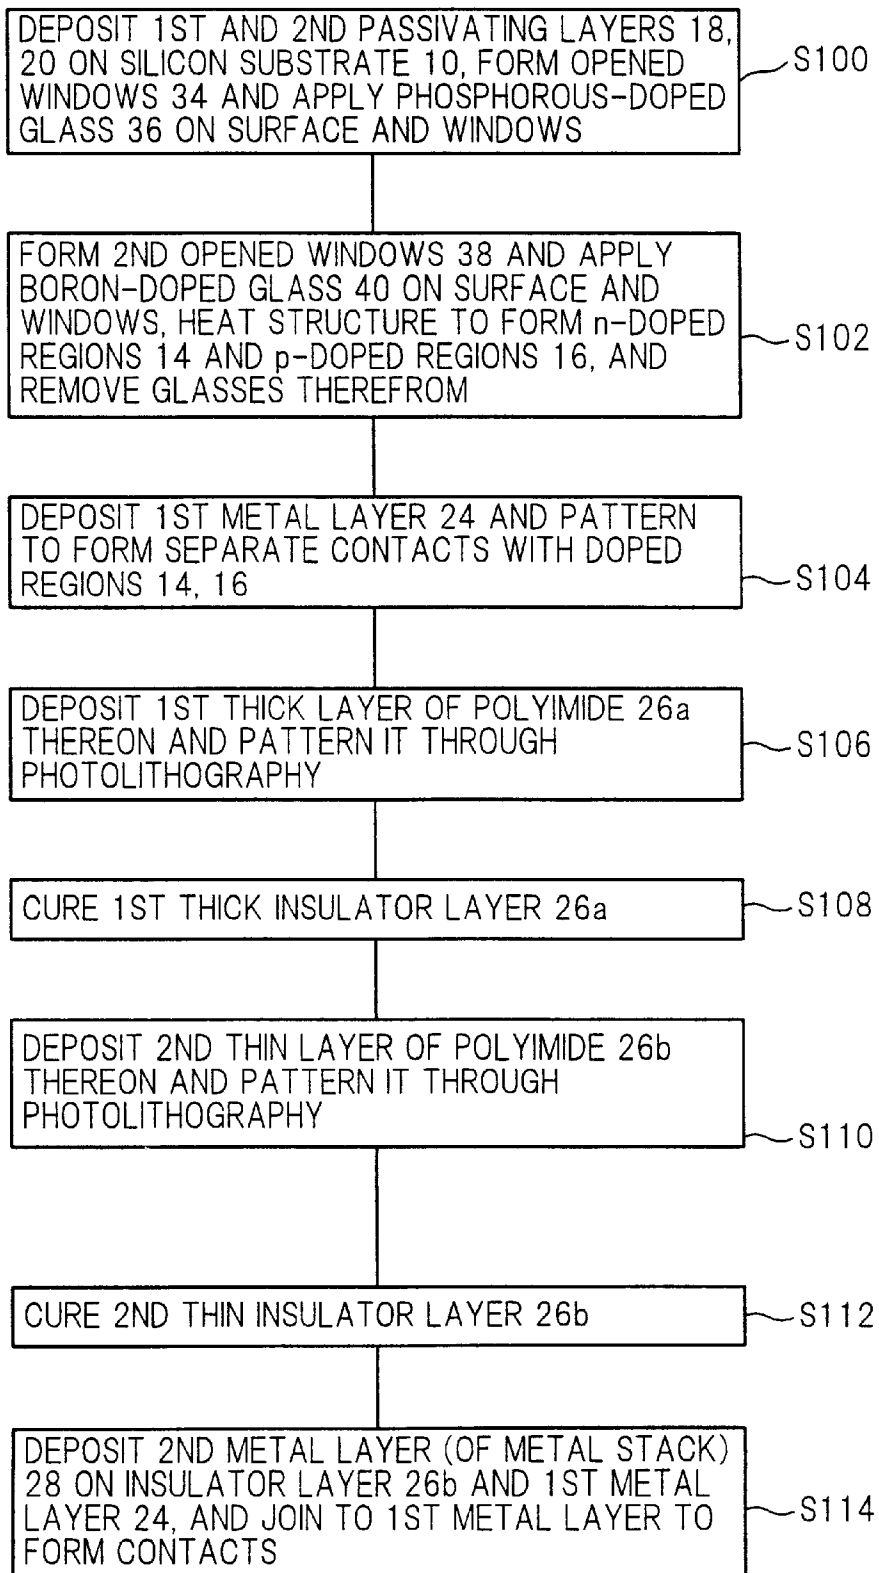 DEPOSIT 1ST AND 2ND PASSIVATING LAYERS 18,
20 ON SILICON SUBSTRATE 10, FORM OPENED
WINDOWS 34 AND APPLY PHOSPHOROUS-DOPED
GLASS 36 ON SURFACE AND WINDOWS
S100
FORM 2ND OPENED WINDOWS 38 AND APPLY
BORON-DOPED GLASS 40 ON SURFACE AND
WINDOWS, HEAT STRUCTURE TO FORM n-DOPED
REGIONS 14 AND p-DOPED REGIONS 16, AND
REMOVE GLASSES THEREFROM
S102
DEPOSIT 1ST METAL LAYER 24 AND PATTERN
TO FORM SEPARATE CONTACTS WITH DOPED
REGIONS 14, 16
S104
DEPOSIT 1ST THICK LAYER OF POLYIMIDE 26a
THEREON AND PATTERN IT THROUGH
PHOTOLITHOGRAPHY
S106
CURE 1ST THICK INSULATOR LAYER 26a
S108
DEPOSIT 2ND THIN LAYER OF POLYIMIDE 26b
THEREON AND PATTERN IT THROUGH
PHOTOLITHOGRAPHY
S110
CURE 2ND THIN INSULATOR LAYER 26b
S112
DEPOSIT 2ND METAL LAYER (OF METAL STACK)
28 ON INSULATOR LAYER 26b AND 1ST METAL
LAYER 24, AND JOIN TO 1ST METAL LAYER TO
FORM CONTACTS
S114